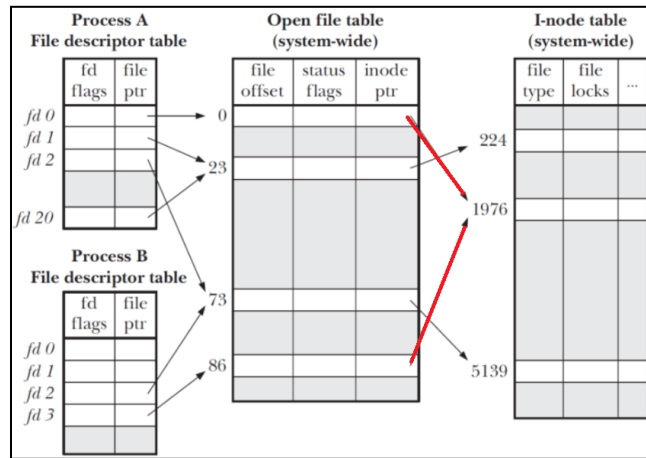 Process A
File descriptor table
fd flags
file ptr
fd 0
fd 1
fd 2
fd 20
Process B
File descriptor table
fd flags
file ptr
fd 0
fd 1
fd 2
fd 3
Open file table
(system-wide)
file offset
status flags
inode ptr
0
23
73
86
I-node table
(system-wide)
file type
file locks
...
224
1976
5139